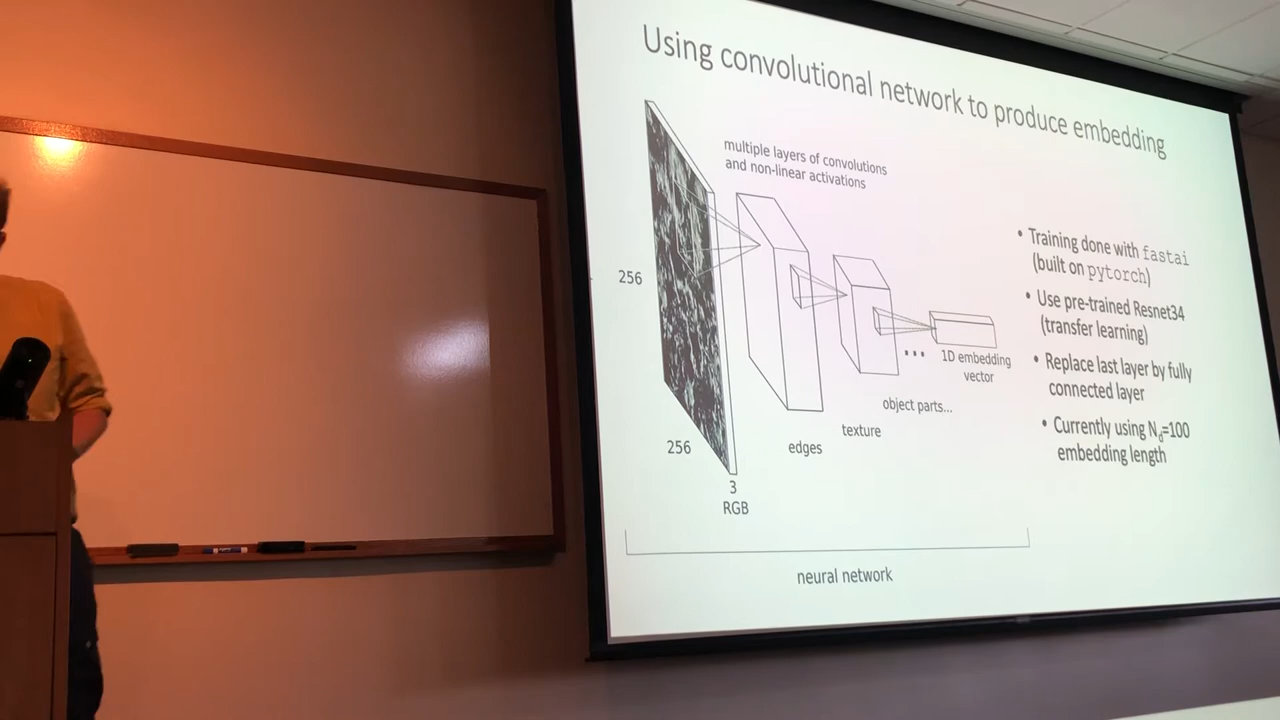 Using convolutional network to produce embedding
multiple layers of convolutions
and non-linear activations
256
256
3
RGB
edges
texture
object parts...
...
1D embedding
vector
neural network
• Training done with fastai
(built on pytorch)
• Use pre-trained Resnet34
(transfer learning)
• Replace last layer by fully
connected layer
• Currently using Nd=100
embedding length